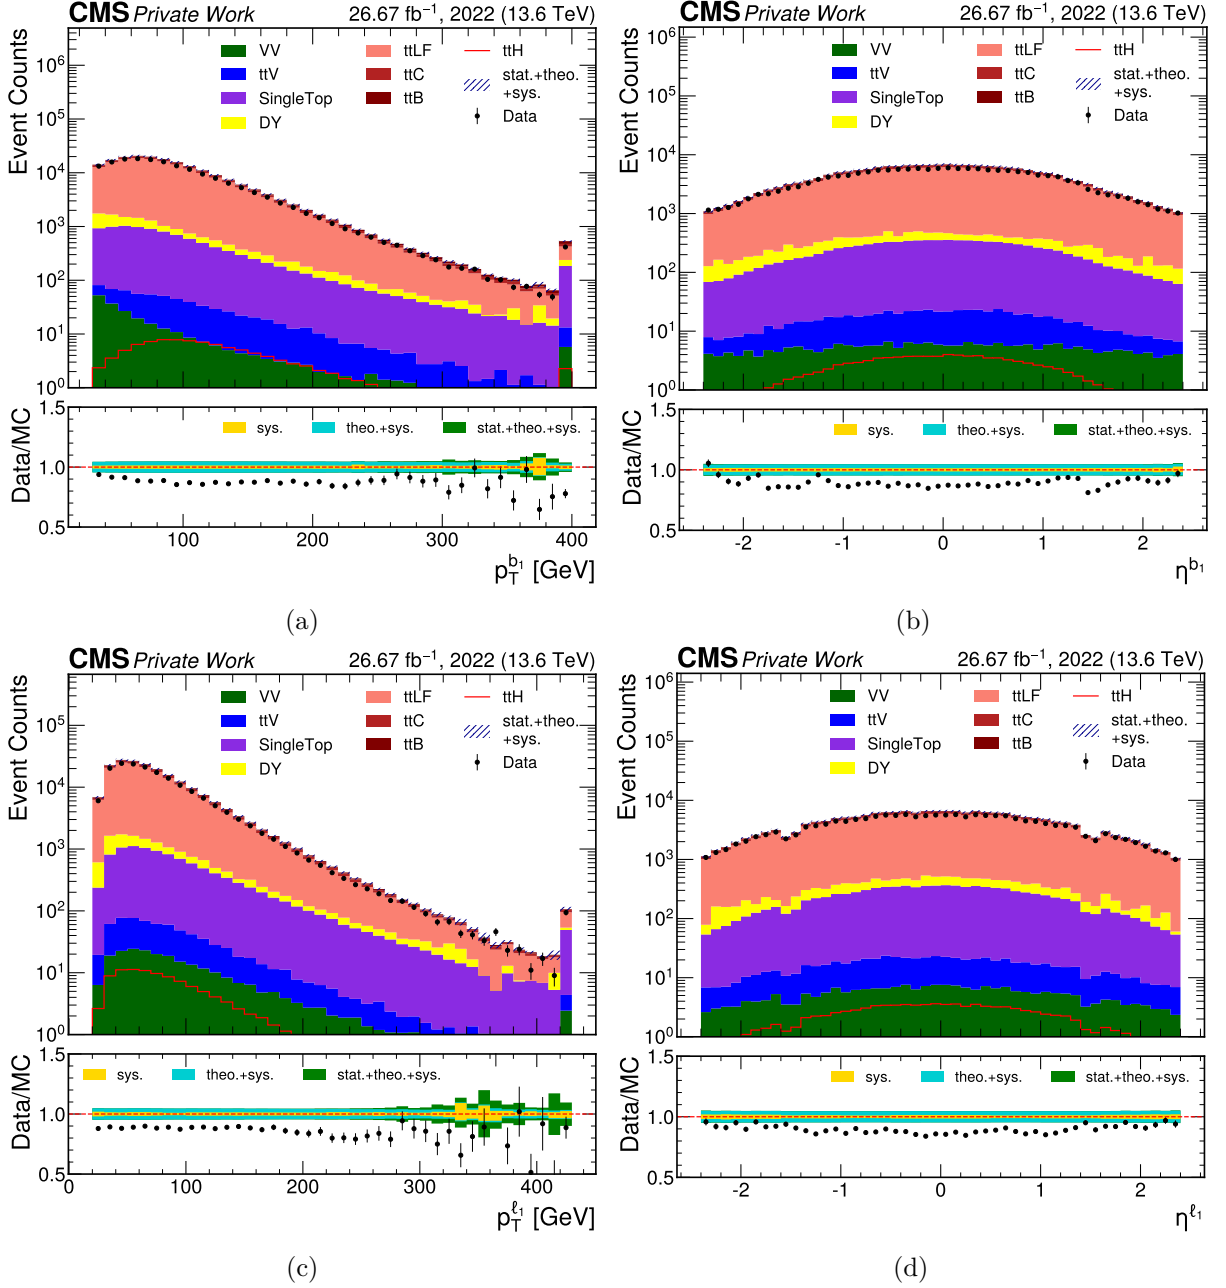 CMS Private Work 26.67 fb⁻¹, 2022 (13.6 TeV)
Event Counts
10⁶
10⁵
10⁴
10³
10²
10¹
10⁰
VV
ttV
SingleTop
DY
ttLF
ttC
ttB
ttH
stat.+theo.
+sys.
Data
Data/MC
1.5
1.0
0.5
sys.
theo.+sys.
stat.+theo.+sys.
100 200 300 400
p_T^{b₁} [GeV]
(a)
CMS Private Work 26.67 fb⁻¹, 2022 (13.6 TeV)
Event Counts
10⁶
10⁵
10⁴
10³
10²
10¹
10⁰
VV
ttV
SingleTop
DY
ttLF
ttC
ttB
ttH
stat.+theo.
+sys.
Data
Data/MC
1.5
1.0
0.5
sys.
theo.+sys.
stat.+theo.+sys.
-2 -1 0 1 2
η^{b₁}
(b)
CMS Private Work 26.67 fb⁻¹, 2022 (13.6 TeV)
Event Counts
10⁵
10⁴
10³
10²
10¹
10⁰
VV
ttV
SingleTop
DY
ttLF
ttC
ttB
ttH
stat.+theo.
+sys.
Data
Data/MC
1.5
1.0
0.5
sys.
theo.+sys.
stat.+theo.+sys.
0 100 200 300 400
p_T^{ℓ₁} [GeV]
(c)
CMS Private Work 26.67 fb⁻¹, 2022 (13.6 TeV)
Event Counts
10⁶
10⁵
10⁴
10³
10²
10¹
10⁰
VV
ttV
SingleTop
DY
ttLF
ttC
ttB
ttH
stat.+theo.
+sys.
Data
Data/MC
1.5
1.0
0.5
sys.
theo.+sys.
stat.+theo.+sys.
-2 -1 0 1 2
η^{ℓ₁}
(d)